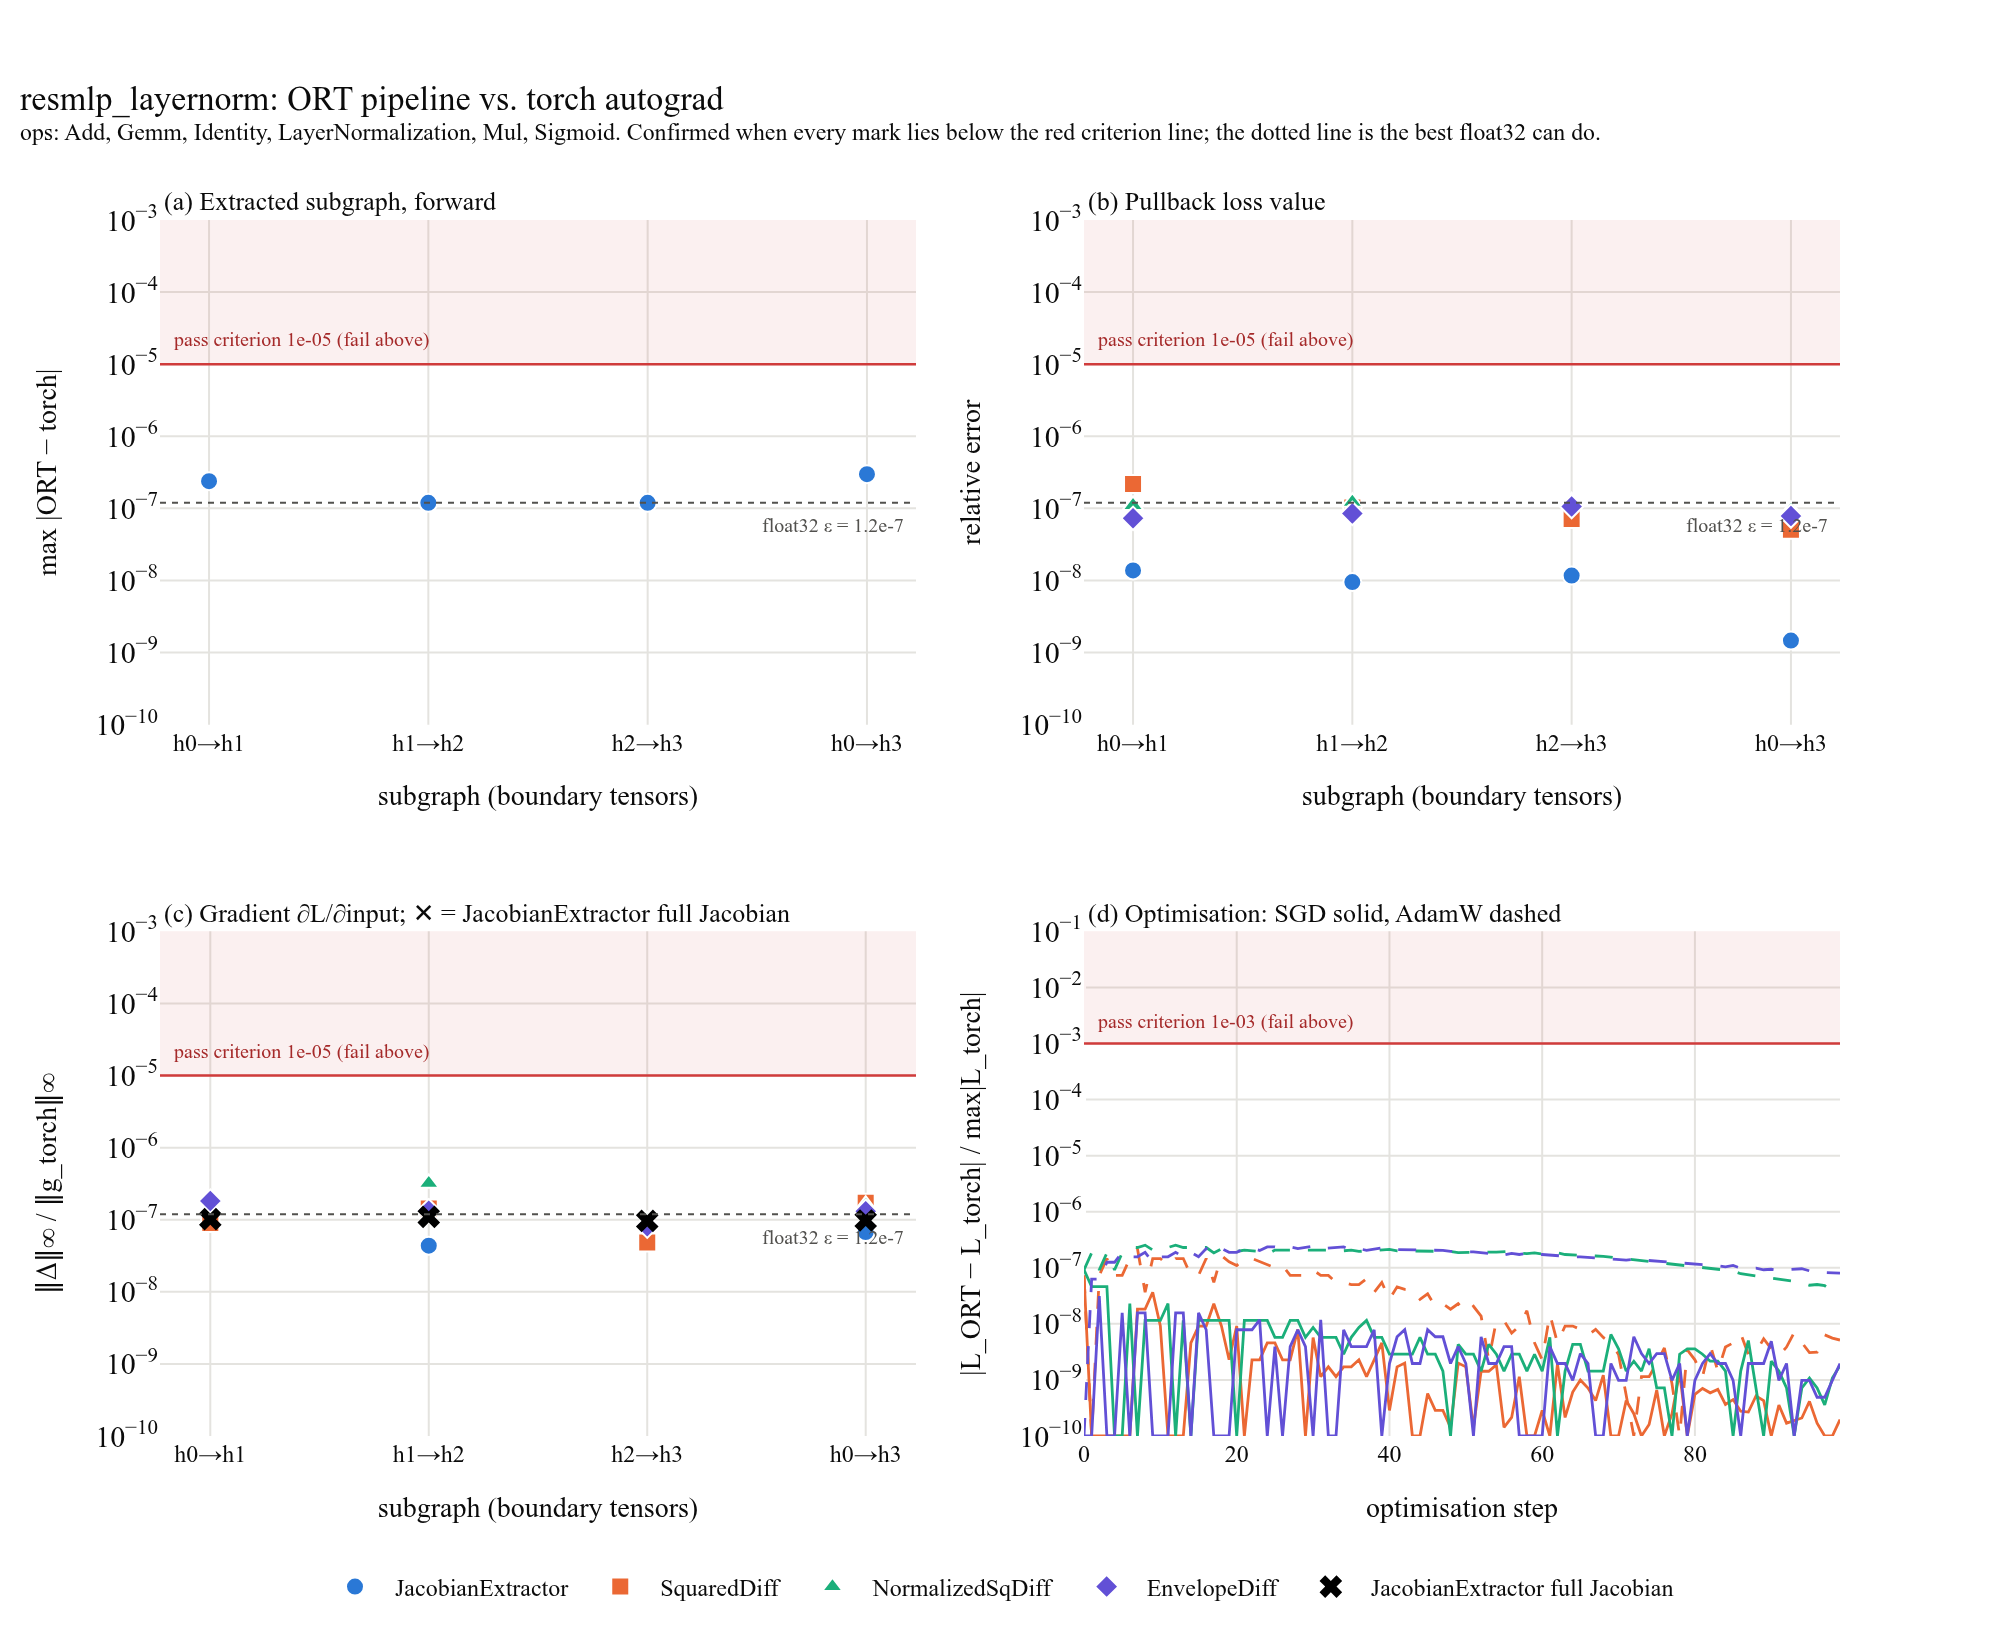 resmlp_layernorm: ORT pipeline vs. torch autograd
ops: Add, Gemm, Identity, LayerNormalization, Mul, Sigmoid. Confirmed when every mark lies below the red criterion line; the dotted line is the best float32 can do.
(a) Extracted subgraph, forward
10⁻³
10⁻⁴
pass criterion 1e-05 (fail above)
10⁻⁵
10⁻⁶
10⁻⁷
float32 ε = 1.2e-7
10⁻⁸
10⁻⁹
10⁻¹⁰
max |ORT − torch|
h0→h1 h1→h2 h2→h3 h0→h3
subgraph (boundary tensors)
(b) Pullback loss value
10⁻³
10⁻⁴
pass criterion 1e-05 (fail above)
10⁻⁵
10⁻⁶
10⁻⁷
float32 ε = 1.2e-7
10⁻⁸
10⁻⁹
10⁻¹⁰
relative error
h0→h1 h1→h2 h2→h3 h0→h3
subgraph (boundary tensors)
(c) Gradient ∂L/∂input; ✕ = JacobianExtractor full Jacobian
10⁻³
10⁻⁴
pass criterion 1e-05 (fail above)
10⁻⁵
10⁻⁶
10⁻⁷
float32 ε = 1.2e-7
10⁻⁸
10⁻⁹
10⁻¹⁰
‖Δ‖∞ / ‖g_torch‖∞
h0→h1 h1→h2 h2→h3 h0→h3
subgraph (boundary tensors)
(d) Optimisation: SGD solid, AdamW dashed
10⁻¹
10⁻²
pass criterion 1e-03 (fail above)
10⁻³
10⁻⁴
10⁻⁵
10⁻⁶
10⁻⁷
10⁻⁸
10⁻⁹
10⁻¹⁰
|L_ORT − L_torch| / max|L_torch|
0 20 40 60 80
optimisation step
JacobianExtractor SquaredDiff NormalizedSqDiff EnvelopeDiff JacobianExtractor full Jacobian